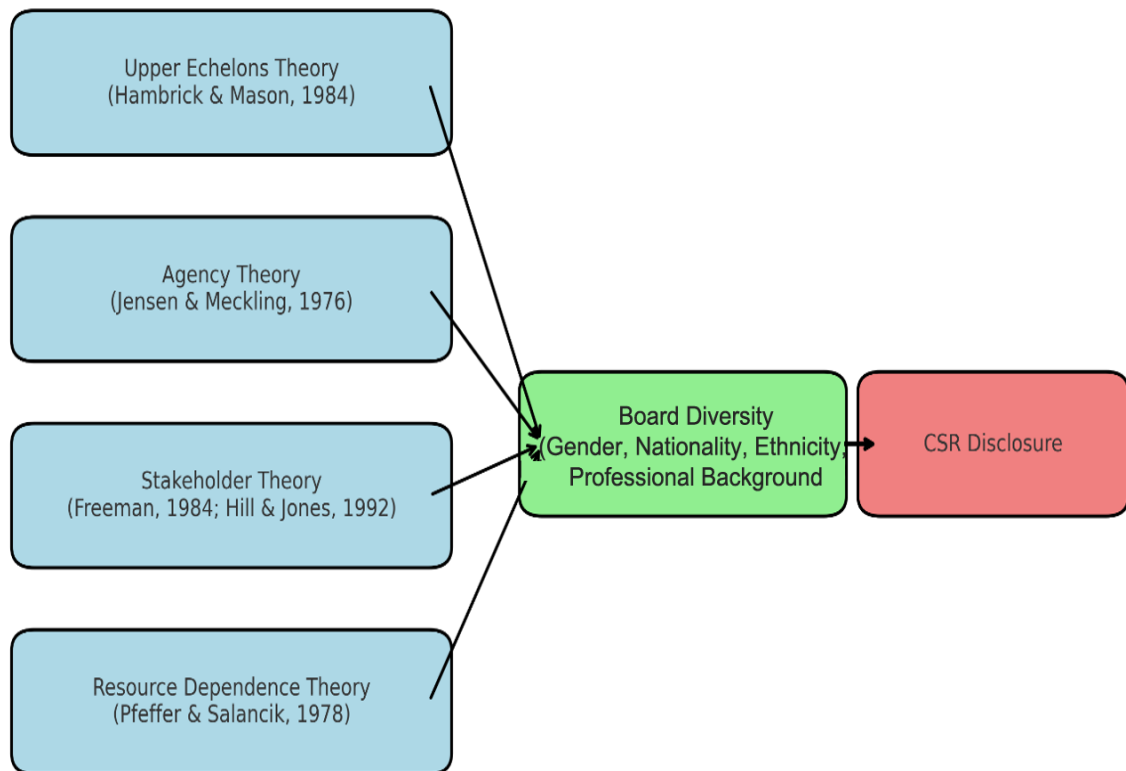 Upper Echelons Theory
(Hambrick & Mason, 1984)
Agency Theory
(Jensen & Meckling, 1976)
Stakeholder Theory
(Freeman, 1984; Hill & Jones, 1992)
Resource Dependence Theory
(Pfeffer & Salancik, 1978)
Board Diversity
(Gender, Nationality, Ethnicity,
Professional Background
CSR Disclosure